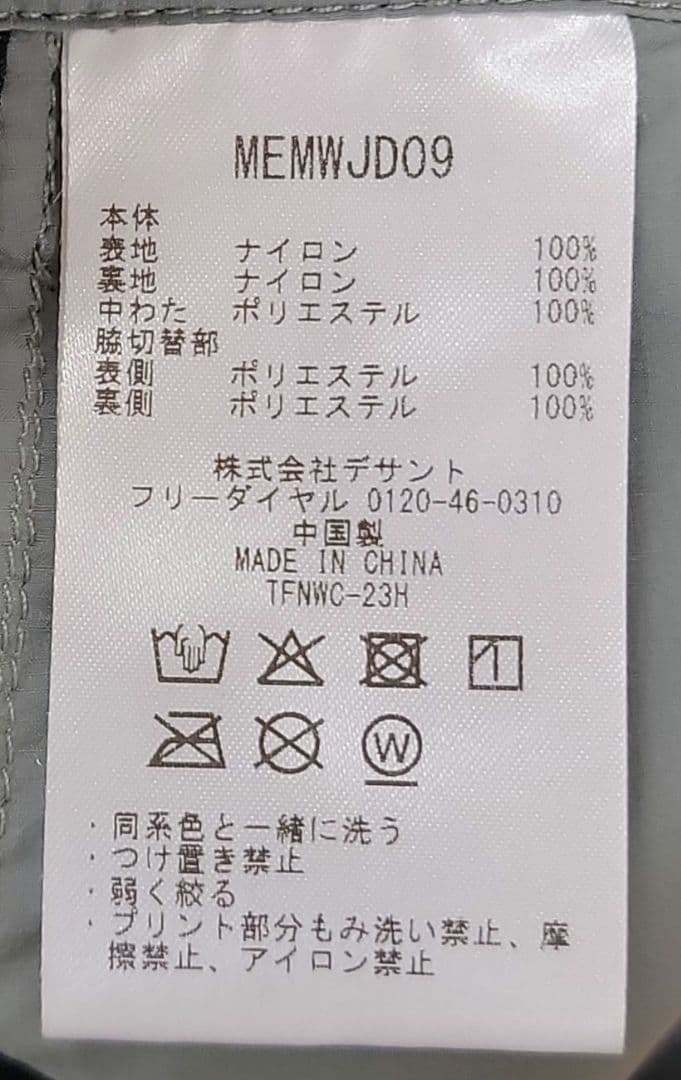 MEMWJD09
本体
表地 ナイロン 100%
裏地 ナイロン 100%
中わた ポリエステル 100%
脇切替部
表側 ポリエステル 100%
裏側 ポリエステル 100%
株式会社デサント
フリーダイヤル 0120-46-0310
中国製
MADE IN CHINA
TFNWC-23H
W
・同系色と一緒に洗う
・つけ置き禁止
・弱く絞る
・プリント部分もみ洗い禁止、摩
擦禁止、アイロン禁止